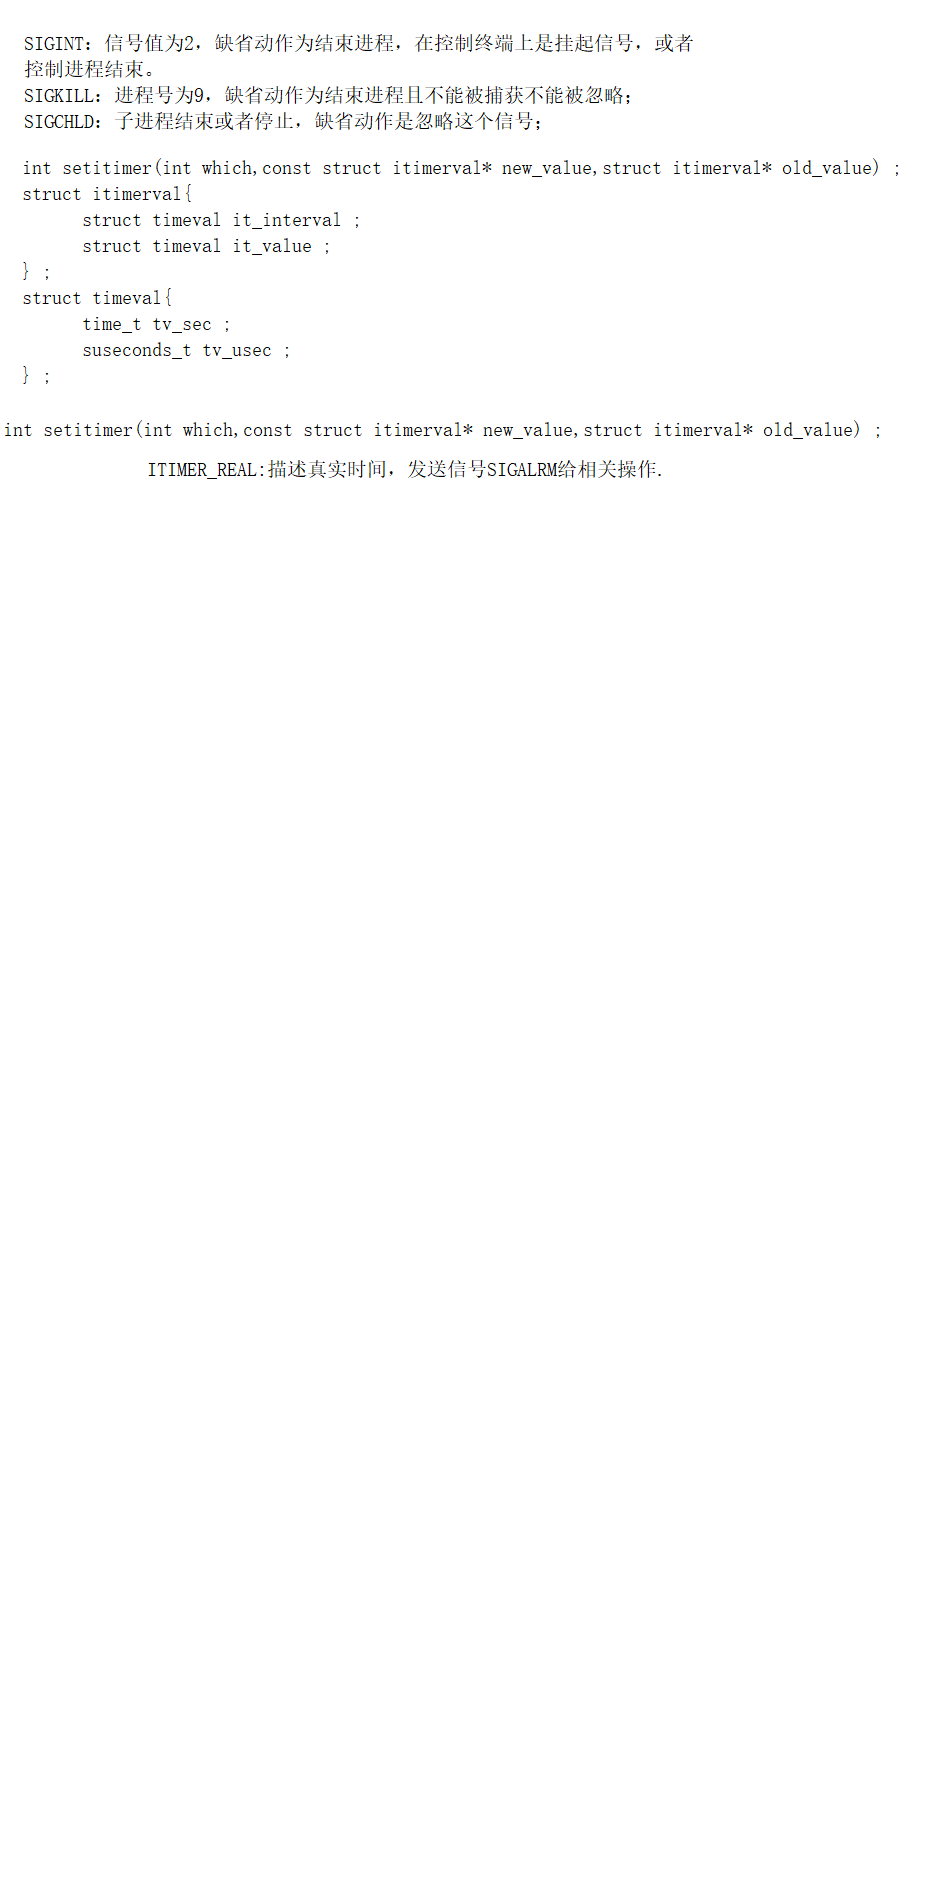 SIGINT：信号值为2，缺省动作为结束进程，在控制终端上是挂起信号，或者
控制进程结束。
SIGKILL：进程号为9，缺省动作为结束进程且不能被捕获不能被忽略；
SIGCHLD：子进程结束或者停止，缺省动作是忽略这个信号；
int setitimer(int which,const struct itimerval* new_value,struct itimerval* old_value) ;
struct itimerval{
struct timeval it_interval ;
struct timeval it_value ;
} ;
struct timeval{
time_t tv_sec ;
suseconds_t tv_usec ;
} ;
int setitimer(int which,const struct itimerval* new_value,struct itimerval* old_value) ;
ITIMER_REAL:描述真实时间，发送信号SIGALRM给相关操作.